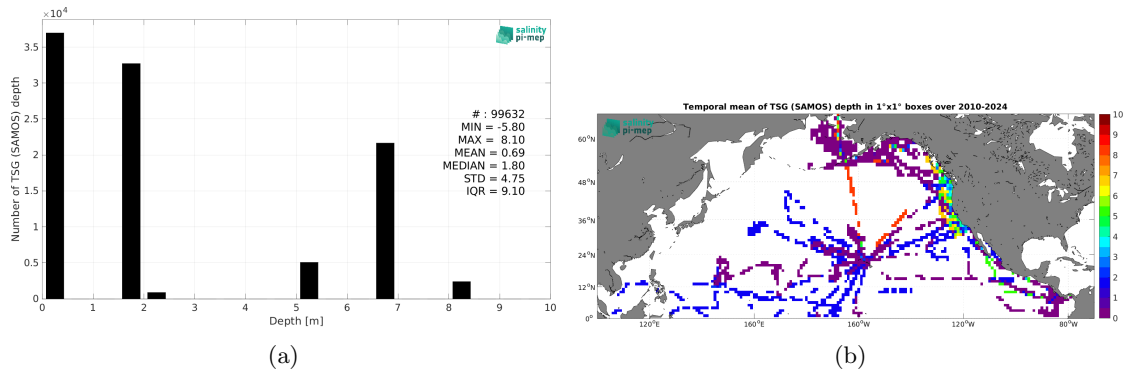 ×10⁴
salinity
pi-mep
Number of TSG (SAMOS) depth
3.5
3
2.5
2
1.5
1
0.5
0
# : 99632
MIN = -5.80
MAX = 8.10
MEAN = 0.69
MEDIAN = 1.80
STD = 4.75
IQR = 9.10
0 1 2 3 4 5 6 7 8 9 10
Depth [m]
(a)
Temporal mean of TSG (SAMOS) depth in 1°x1° boxes over 2010-2024
salinity
pi-mep
60°N
48°N
36°N
24°N
12°N
0°
120°E 160°E 160°W 120°W 80°W
10
9
8
7
6
5
4
3
2
1
0
(b)